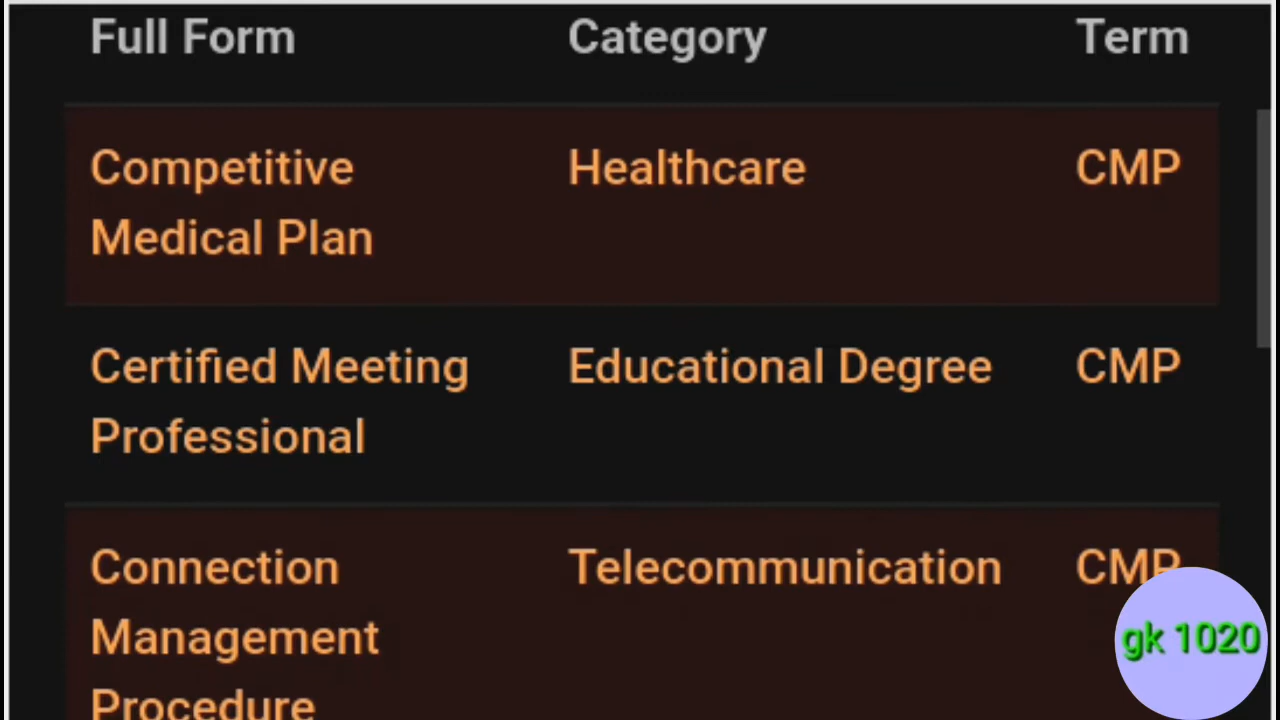 Full Form Category Term
Competitive Healthcare CMP
Medical Plan
Certified Meeting Educational Degree CMP
Professional
Connection Telecommunication CMP
Management
Procedure
gk 1020